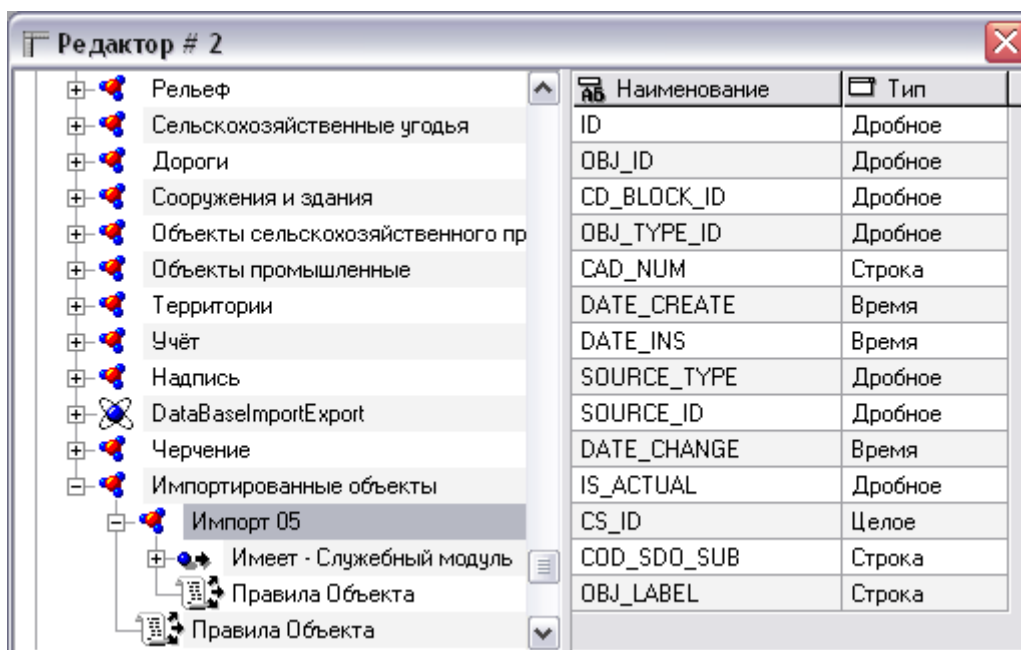 Редактор # 2
Рельеф
Сельскохозяйственные угодья
Дороги
Сооружения и здания
Объекты сельскохозяйственного пр
Объекты промышленные
Территории
Учёт
Надпись
DataBaseImportExport
Черчение
Импортированные объекты
Импорт 05
Имеет - Служебный модуль
Правила Объекта
Правила Объекта
Наименование Тип
ID Дробное
OBJ_ID Дробное
CD_BLOCK_ID Дробное
OBJ_TYPE_ID Дробное
CAD_NUM Строка
DATE_CREATE Время
DATE_INS Время
SOURCE_TYPE Дробное
SOURCE_ID Дробное
DATE_CHANGE Время
IS_ACTUAL Дробное
CS_ID Целое
COD_SDO_SUB Строка
OBJ_LABEL Строка